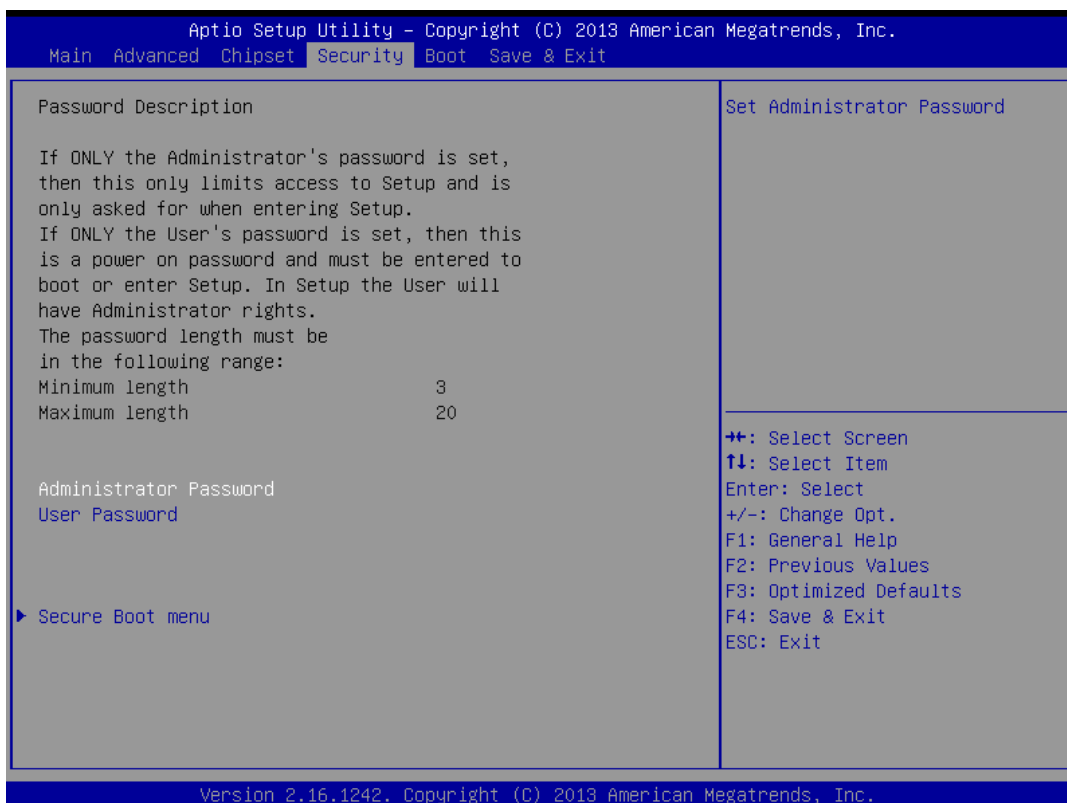 Aptio Setup Utility – Copyright (C) 2013 American Megatrends, Inc.
Main Advanced Chipset Security Boot Save & Exit
Password Description
If ONLY the Administrator's password is set,
then this only limits access to Setup and is
only asked for when entering Setup.
If ONLY the User's password is set, then this
is a power on password and must be entered to
boot or enter Setup. In Setup the User will
have Administrator rights.
The password length must be
in the following range:
Minimum length 3
Maximum length 20
Administrator Password
User Password
▶ Secure Boot menu
Set Administrator Password
→←: Select Screen
↑↓: Select Item
Enter: Select
+/-: Change Opt.
F1: General Help
F2: Previous Values
F3: Optimized Defaults
F4: Save & Exit
ESC: Exit
Version 2.16.1242. Copyright (C) 2013 American Megatrends, Inc.